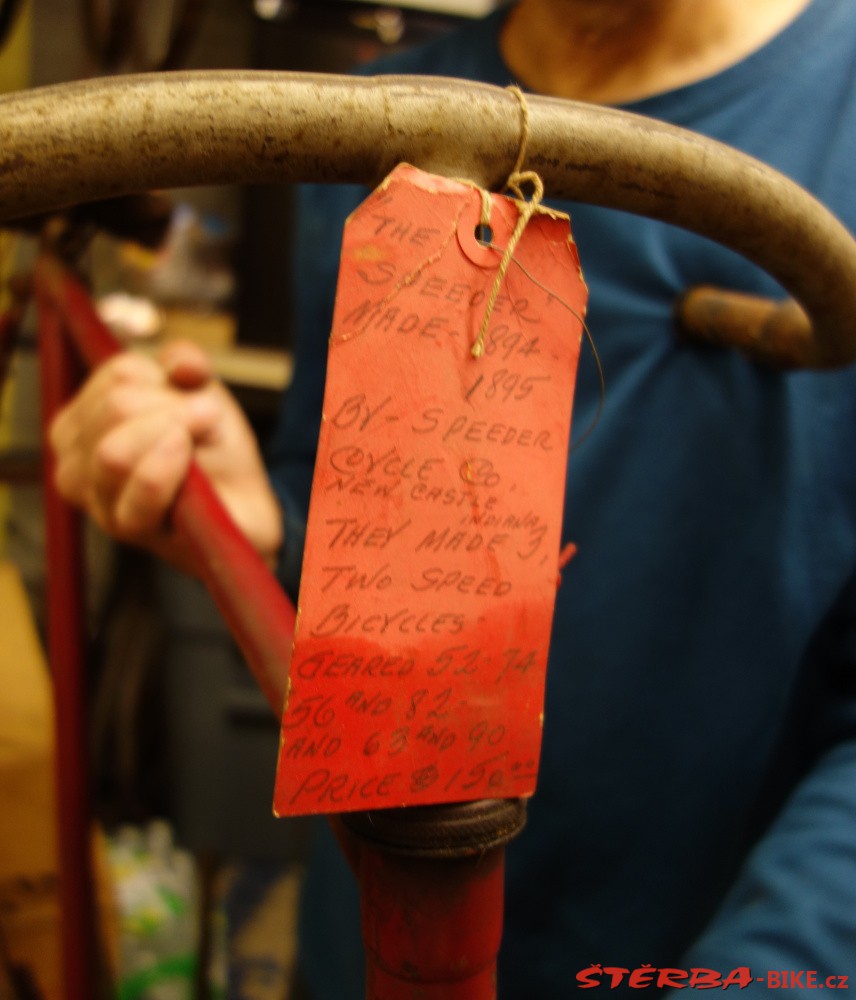 "THE
SPEEDER"
MADE - 1894
1895
BY - SPEEDER
CYCLE CO,
NEW CASTLE
INDIANA
THEY MADE 3,
TWO SPEED
BICYCLES -
GEARED 52-74
56 AND 82 -
AND 63 AND 90
PRICE $150.00
ŠTĚRBA-BIKE.cz